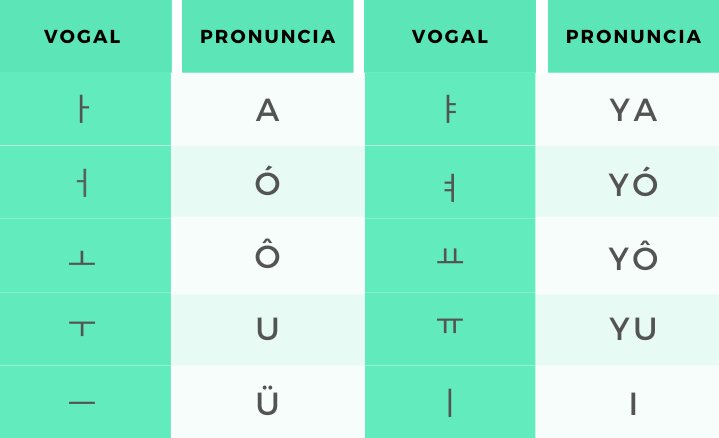 VOGAL PRONUNCIA VOGAL PRONUNCIA
ㅏ A ㅑ YA
ㅓ Ó ㅕ YÓ
ㅗ Ô ㅛ YÔ
ㅜ U ㅠ YU
ㅡ Ü ㅣ I